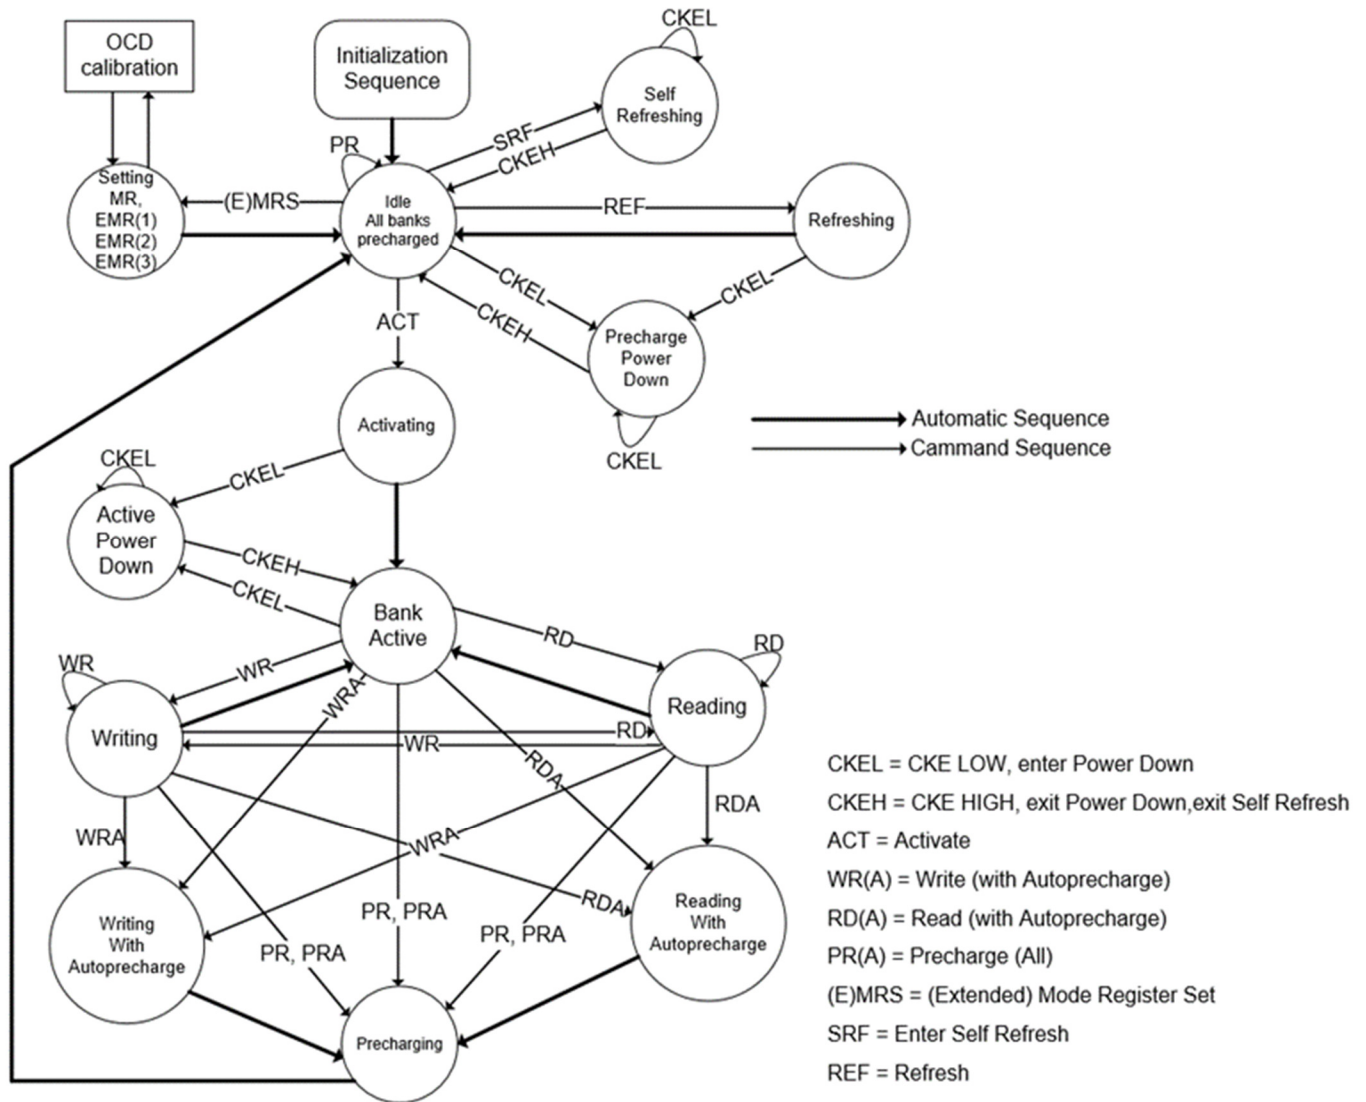 OCD
calibration
Initialization
Sequence
CKEL
Self
Refreshing
SRF
CKEH
PR
Setting
MR,
EMR(1)
EMR(2)
EMR(3)
(E)MRS
Idle
All banks
precharged
REF
Refreshing
CKEL
CKEH
CKEL
ACT
Precharge
Power
Down
CKEL
Automatic Sequence
Cammand Sequence
Activating
CKEL
CKEL
Active
Power
Down
CKEH
CKEL
Bank
Active
RD
RD
WR
WR
WRA
Reading
Writing
RD
WR
RDA
RDA
WRA
WRA
RDA
PR, PRA
PR, PRA
PR, PRA
Writing
With
Autoprecharge
Reading
With
Autoprecharge
Precharging
CKEL = CKE LOW, enter Power Down
CKEH = CKE HIGH, exit Power Down,exit Self Refresh
ACT = Activate
WR(A) = Write (with Autoprecharge)
RD(A) = Read (with Autoprecharge)
PR(A) = Precharge (All)
(E)MRS = (Extended) Mode Register Set
SRF = Enter Self Refresh
REF = Refresh